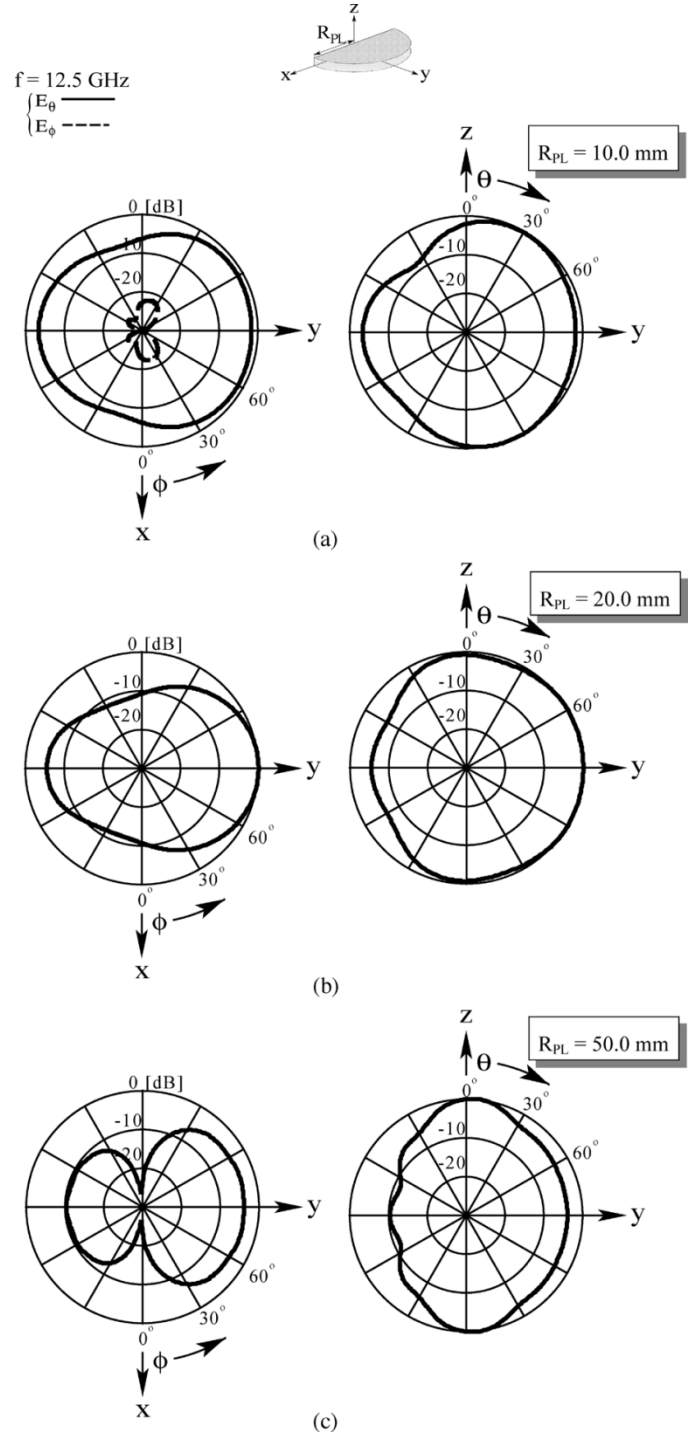 z
R_PL
x y
f = 12.5 GHz
E_θ
E_ϕ
z
R_PL = 10.0 mm
θ
0 [dB] 0°
30°
-10 -10
60°
-20 -20
y y
60°
30°
0°
ϕ
x
(a)
z
R_PL = 20.0 mm
θ
0 [dB] 0°
30°
-10 -10
60°
-20 -20
y y
60°
30°
0°
ϕ
x
(b)
z
R_PL = 50.0 mm
θ
0 [dB] 0°
30°
-10 -10
60°
-20 -20
y y
60°
30°
0°
ϕ
x
(c)